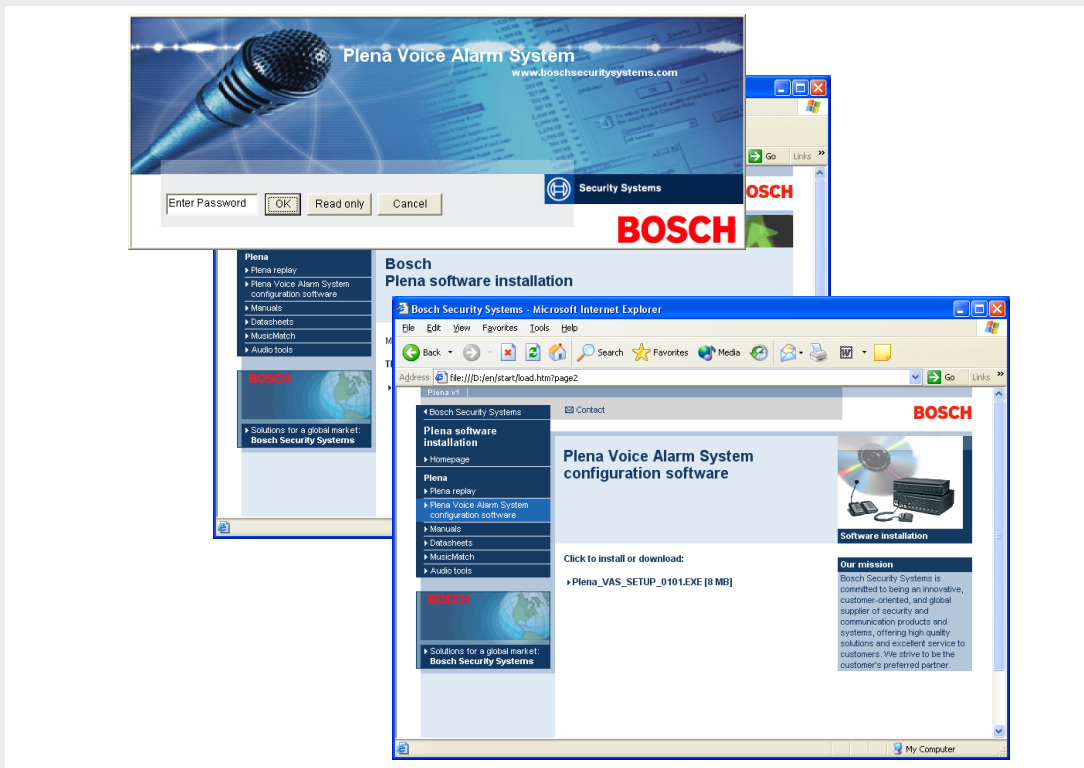 Plena Voice Alarm System
www.boschsecuritysystems.com
Enter Password
OK
Read only
Cancel
Security Systems
BOSCH
Go
Links
OSCH
Plena
Plena replay
Plena Voice Alarm System
configuration software
Manuals
Datasheets
MusicMatch
Audio tools
BOSCH
Solutions for a global market:
Bosch Security Systems
Bosch
Plena software installation
Bosch Security Systems - Microsoft Internet Explorer
File Edit View Favorites Tools Help
Back Search Favorites Media
Address file:///D:/en/start/load.htm?page2 Go Links
Plena v1
Bosch Security Systems
Contact
BOSCH
Plena software
installation
Homepage
Plena
Plena replay
Plena Voice Alarm System
configuration software
Manuals
Datasheets
MusicMatch
Audio tools
BOSCH
Solutions for a global market:
Bosch Security Systems
Plena Voice Alarm System
configuration software
Click to install or download:
Plena_VAS_SETUP_0101.EXE [8 MB]
Software installation
Our mission
Bosch Security Systems is
committed to being an innovative,
customer-oriented, and global
supplier of security and
communication products and
systems, offering high quality
solutions and excellent service to
customers. We strive to be the
customer's preferred partner.
My Computer